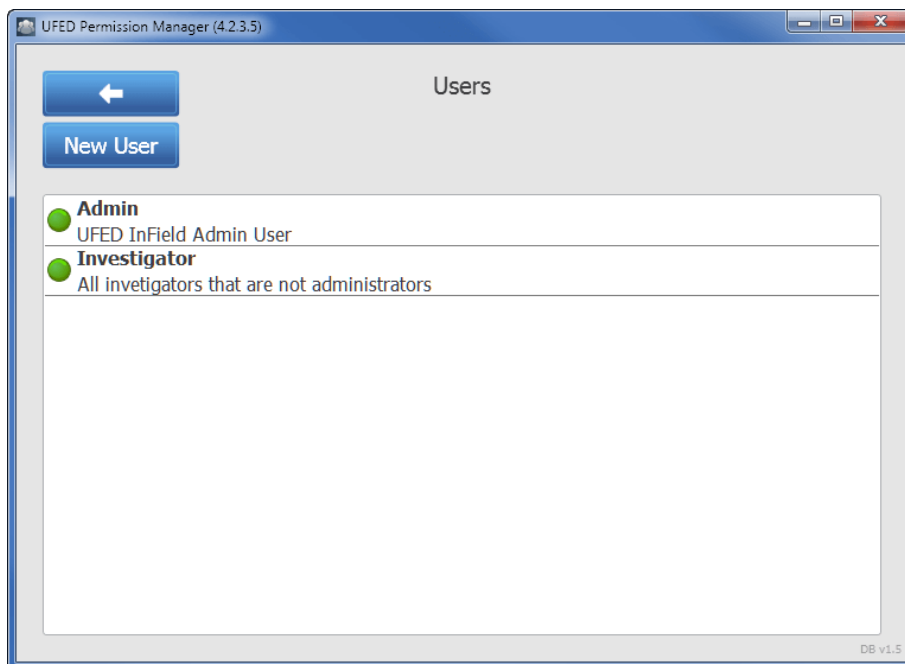 UFED Permission Manager (4.2.3.5)
Users
New User
Admin
UFED InField Admin User
Investigator
All invetigators that are not administrators
DB v1.5